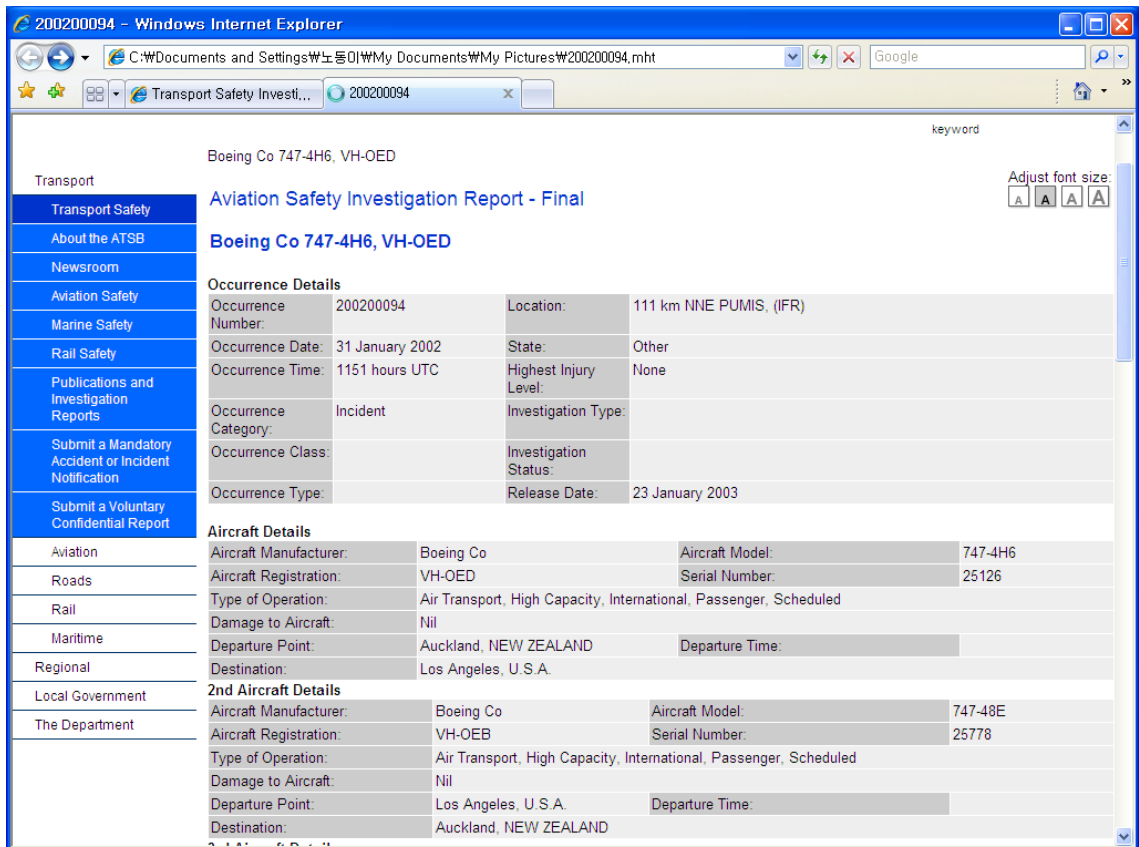 200200094 - Windows Internet Explorer
C:₩Documents and Settings₩노동이₩My Documents₩My Pictures₩200200094.mht
Google
Transport Safety Investi...
200200094
keyword
Boeing Co 747-4H6, VH-OED
Adjust font size:
A A A A
Aviation Safety Investigation Report - Final
Boeing Co 747-4H6, VH-OED
Transport
Transport Safety
About the ATSB
Newsroom
Aviation Safety
Marine Safety
Rail Safety
Publications and
Investigation
Reports
Submit a Mandatory
Accident or Incident
Notification
Submit a Voluntary
Confidential Report
Aviation
Roads
Rail
Maritime
Regional
Local Government
The Department
Occurrence Details
Occurrence Number: 200200094 Location: 111 km NNE PUMIS, (IFR)
Occurrence Date: 31 January 2002 State: Other
Occurrence Time: 1151 hours UTC Highest Injury Level: None
Occurrence Category: Incident Investigation Type:
Occurrence Class: Investigation Status:
Occurrence Type: Release Date: 23 January 2003
Aircraft Details
Aircraft Manufacturer: Boeing Co Aircraft Model: 747-4H6
Aircraft Registration: VH-OED Serial Number: 25126
Type of Operation: Air Transport, High Capacity, International, Passenger, Scheduled
Damage to Aircraft: Nil
Departure Point: Auckland, NEW ZEALAND Departure Time:
Destination: Los Angeles, U.S.A.
2nd Aircraft Details
Aircraft Manufacturer: Boeing Co Aircraft Model: 747-48E
Aircraft Registration: VH-OEB Serial Number: 25778
Type of Operation: Air Transport, High Capacity, International, Passenger, Scheduled
Damage to Aircraft: Nil
Departure Point: Los Angeles, U.S.A. Departure Time:
Destination: Auckland, NEW ZEALAND